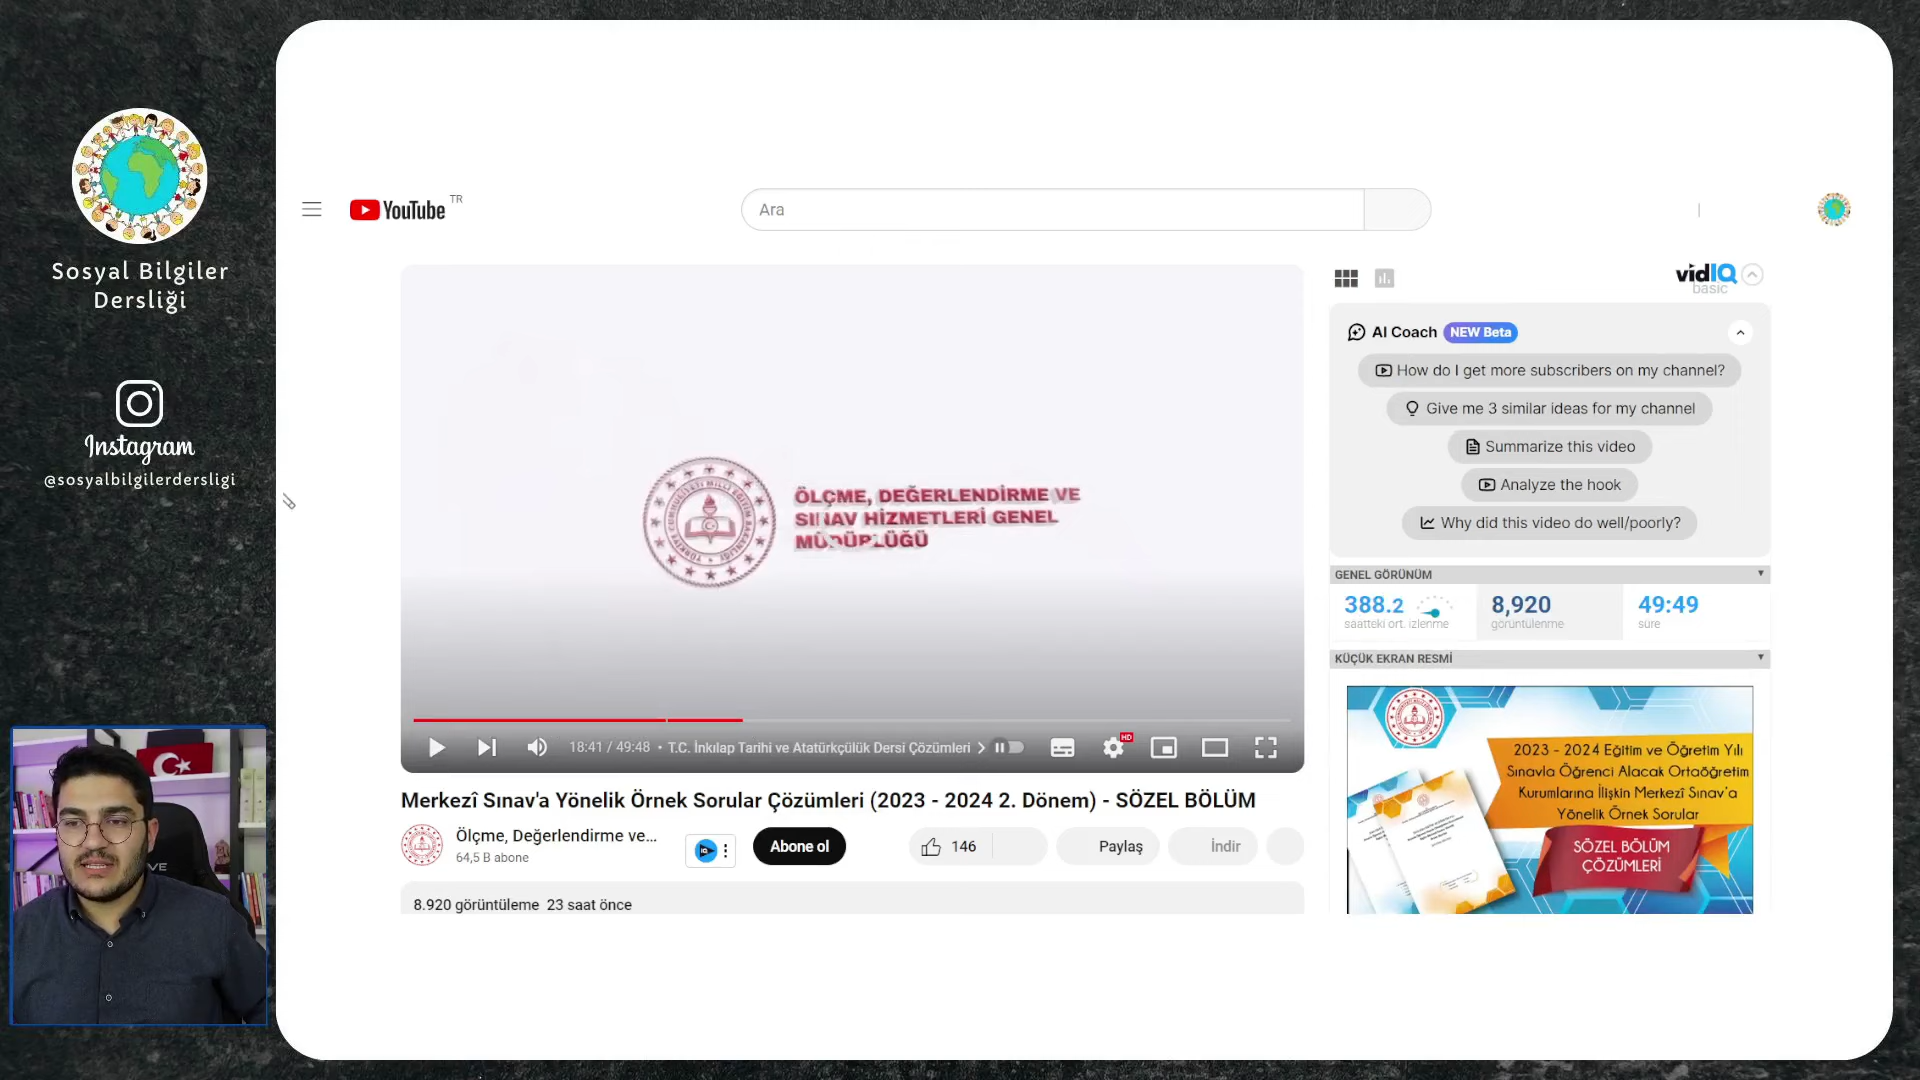 Sosyal Bilgiler
Dersliği
Instagram
@sosyalbilgilerdersligi
YouTube TR
Ara
ÖLÇME, DEĞERLENDİRME VE
SINAV HİZMETLERİ GENEL
MÜDÜRLÜĞÜ
18:41 / 49:48 • T.C. İnkılap Tarihi ve Atatürkçülük Dersi Çözümleri
HD
Merkezî Sınav'a Yönelik Örnek Sorular Çözümleri (2023 - 2024 2. Dönem) - SÖZEL BÖLÜM
Ölçme, Değerlendirme ve...
64,5 B abone
Abone ol
146
Paylaş
İndir
8.920 görüntüleme 23 saat önce
vidIQ
basic
AI Coach NEW Beta
How do I get more subscribers on my channel?
Give me 3 similar ideas for my channel
Summarize this video
Analyze the hook
Why did this video do well/poorly?
GENEL GÖRÜNÜM
388.2 8,920 49:49
saatteki ort. izlenme görüntülenme süre
KÜÇÜK EKRAN RESMİ
2023 - 2024 Eğitim ve Öğretim Yılı
Sınavla Öğrenci Alacak Ortaöğretim
Kurumlarına İlişkin Merkezî Sınav'a
Yönelik Örnek Sorular
SÖZEL BÖLÜM
ÇÖZÜMLERİ